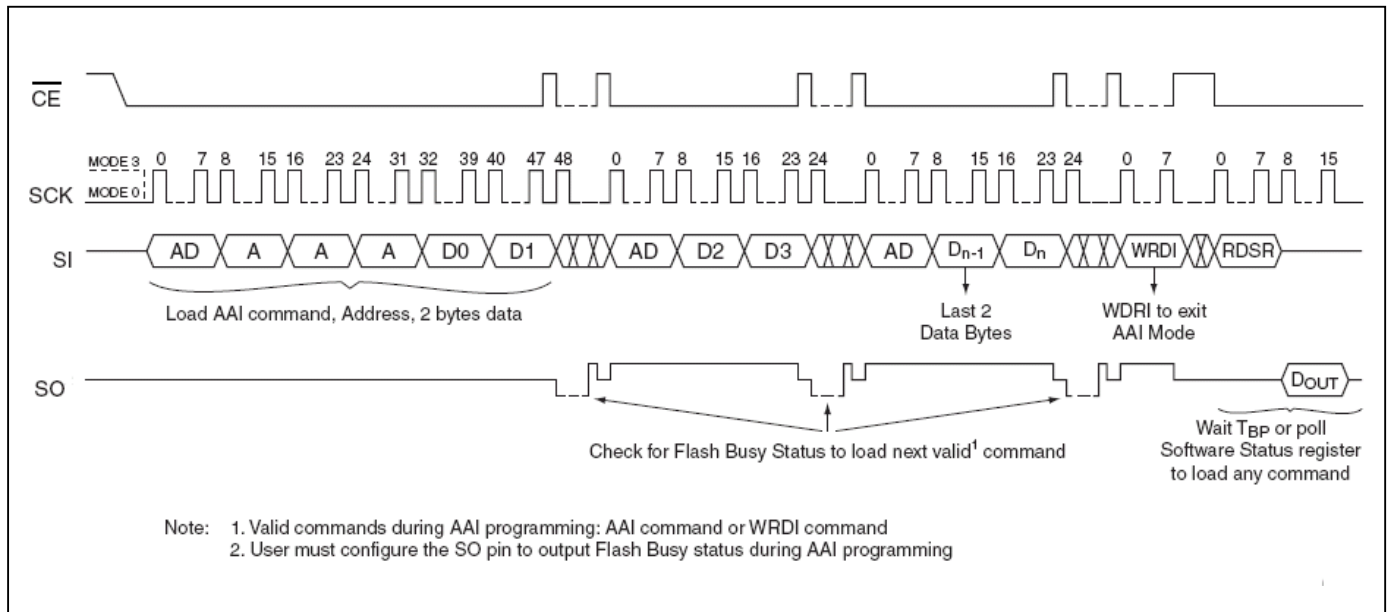 CE
MODE 3
MODE 0
SCK
0 7 8 15 16 23 24 31 32 39 40 47 48 0 7 8 15 16 23 24 0 7 8 15 16 23 24 0 7 0 7 8 15
SI
AD A A A D0 D1 AD D2 D3 AD Dn-1 Dn WRDI RDSR
Load AAI command, Address, 2 bytes data
Last 2
Data Bytes
WDRI to exit
AAI Mode
SO
DOUT
Check for Flash Busy Status to load next valid1 command
Wait TBP or poll
Software Status register
to load any command
Note: 1. Valid commands during AAI programming: AAI command or WRDI command
2. User must configure the SO pin to output Flash Busy status during AAI programming